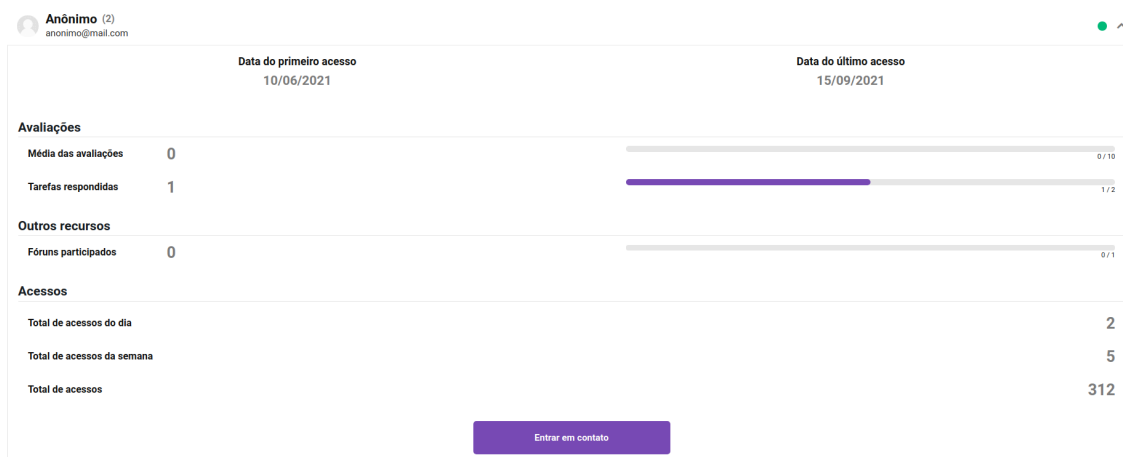 Anônimo (2)
anonimo@mail.com
Data do primeiro acesso
10/06/2021
Data do último acesso
15/09/2021
Avaliações
Média das avaliações 0 0 / 10
Tarefas respondidas 1 1 / 2
Outros recursos
Fóruns participados 0 0 / 1
Acessos
Total de acessos do dia 2
Total de acessos da semana 5
Total de acessos 312
Entrar em contato